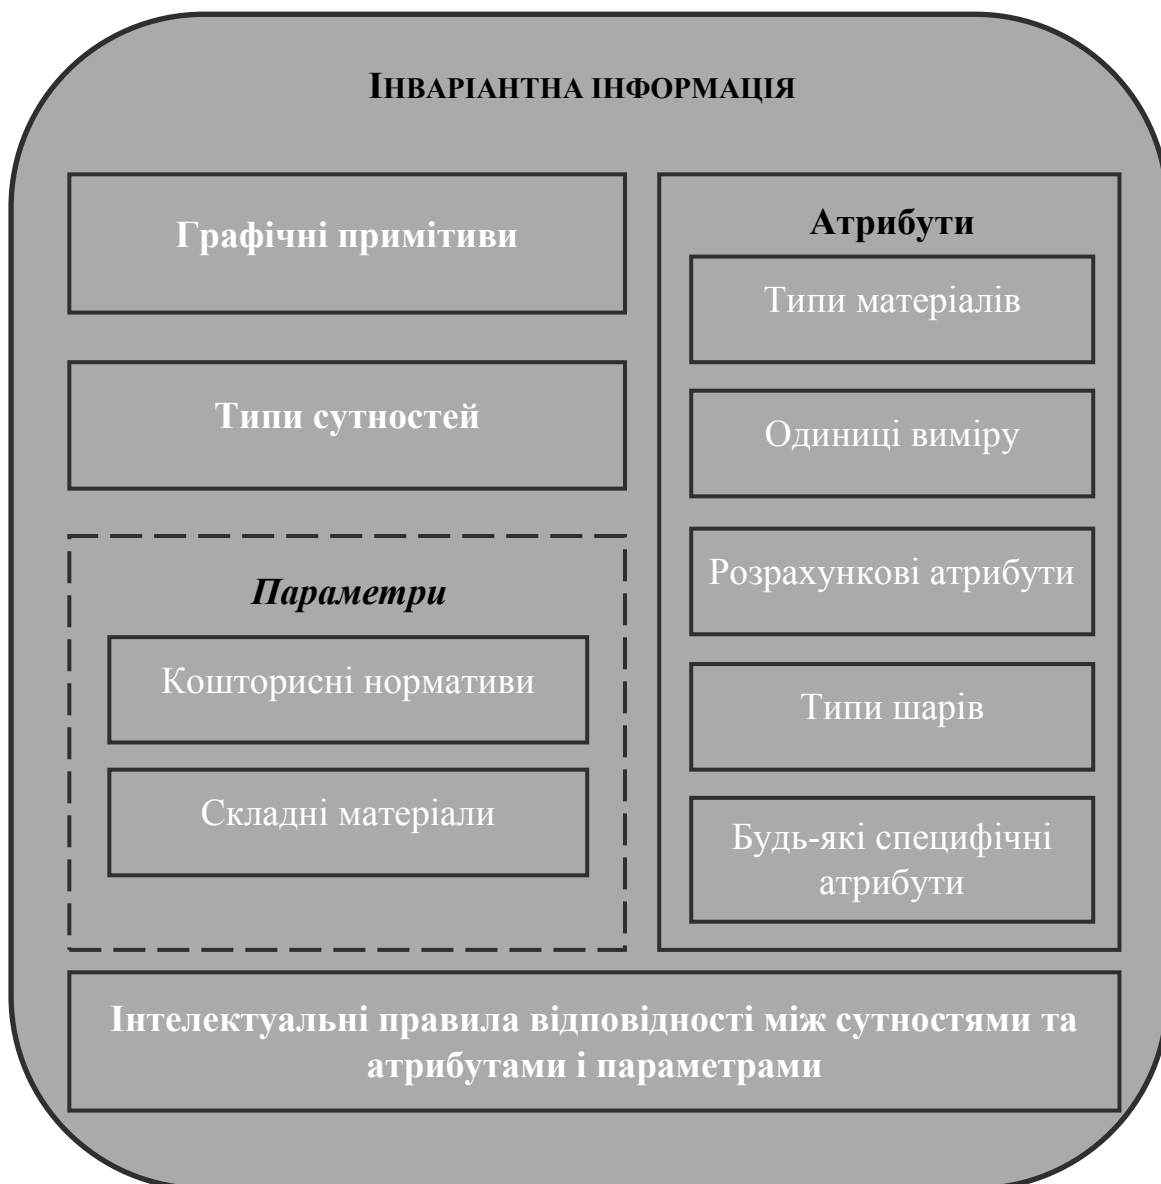 ІНВАРІАНТНА ІНФОРМАЦІЯ
Графічні примітиви
Типи сутностей
Параметри
Кошторисні нормативи
Складні матеріали
Атрибути
Типи матеріалів
Одиниці виміру
Розрахункові атрибути
Типи шарів
Будь-які специфічні
атрибути
Інтелектуальні правила відповідності між сутностями та
атрибутами і параметрами